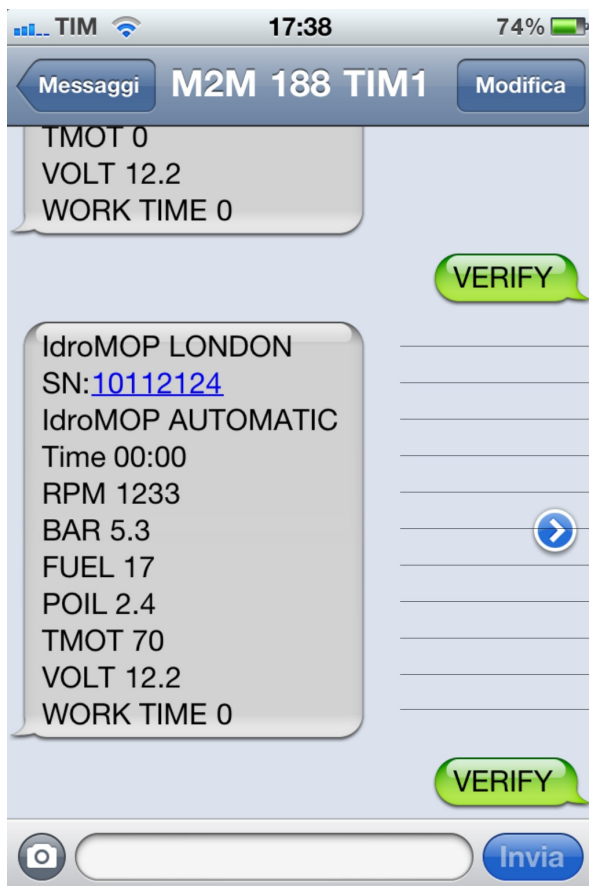 TIM 17:38 74%
Messaggi M2M 188 TIM1 Modifica
TMOT 0
VOLT 12.2
WORK TIME 0
VERIFY
IdroMOP LONDON
SN:10112124
IdroMOP AUTOMATIC
Time 00:00
RPM 1233
BAR 5.3
FUEL 17
POIL 2.4
TMOT 70
VOLT 12.2
WORK TIME 0
VERIFY
Invia